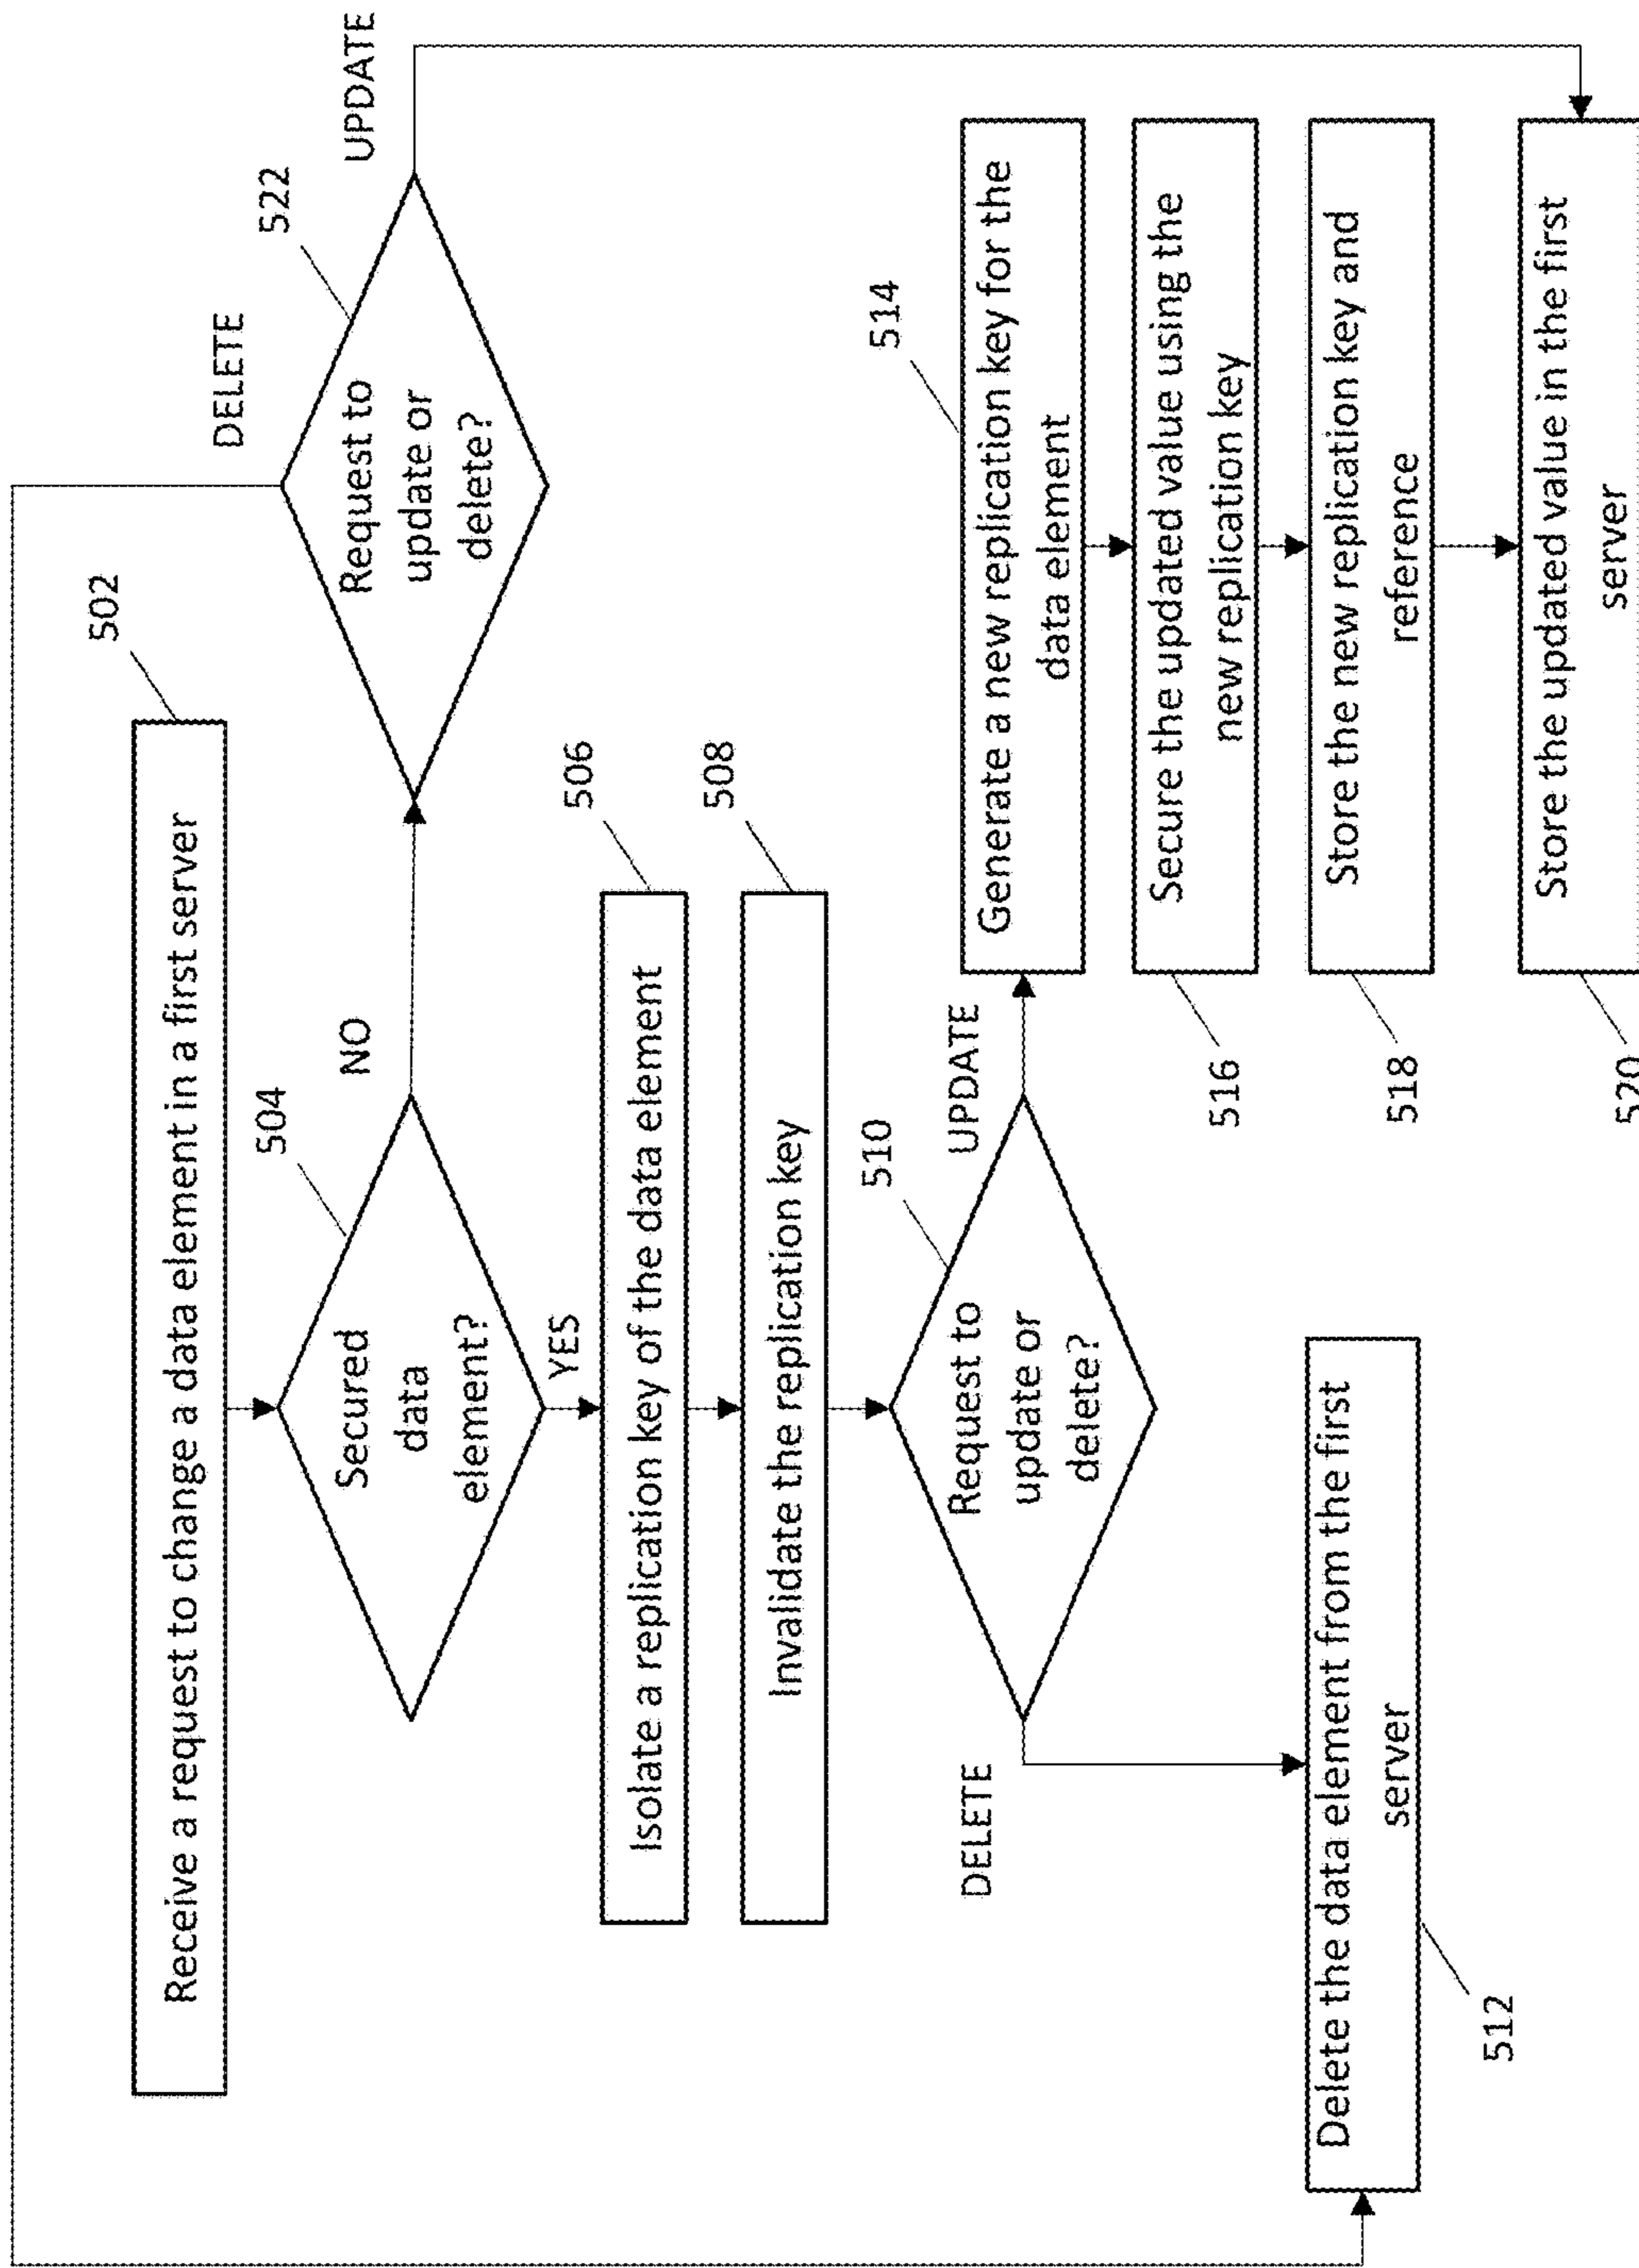 Receive a request to change a data element in a first server
502
Secured
data
element?
504
NO
YES
Request to
update or
delete?
522
DELETE
UPDATE
Isolate a replication key of the data element
506
Invalidate the replication key
508
Request to
update or
delete?
510
DELETE
UPDATE
Delete the data element from the first
server
512
Generate a new replication key for the
data element
514
Secure the updated value using the
new replication key
516
Store the new replication key and
reference
518
Store the updated value in the first
server
520